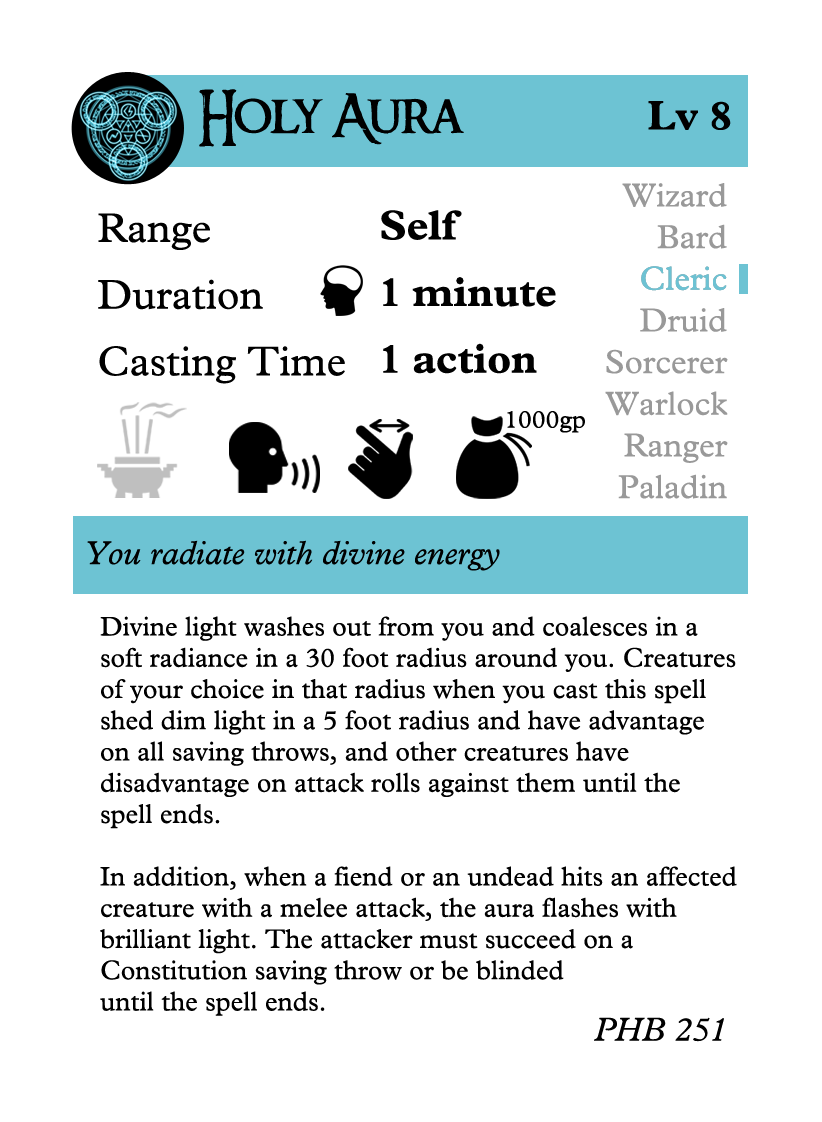 Holy Aura
Lv 8
Range Self
Duration 1 minute
Casting Time 1 action
1000gp
Wizard
Bard
Cleric
Druid
Sorcerer
Warlock
Ranger
Paladin
You radiate with divine energy
Divine light washes out from you and coalesces in a
soft radiance in a 30 foot radius around you. Creatures
of your choice in that radius when you cast this spell
shed dim light in a 5 foot radius and have advantage
on all saving throws, and other creatures have
disadvantage on attack rolls against them until the
spell ends.
In addition, when a fiend or an undead hits an affected
creature with a melee attack, the aura flashes with
brilliant light. The attacker must succeed on a
Constitution saving throw or be blinded
until the spell ends.
PHB 251